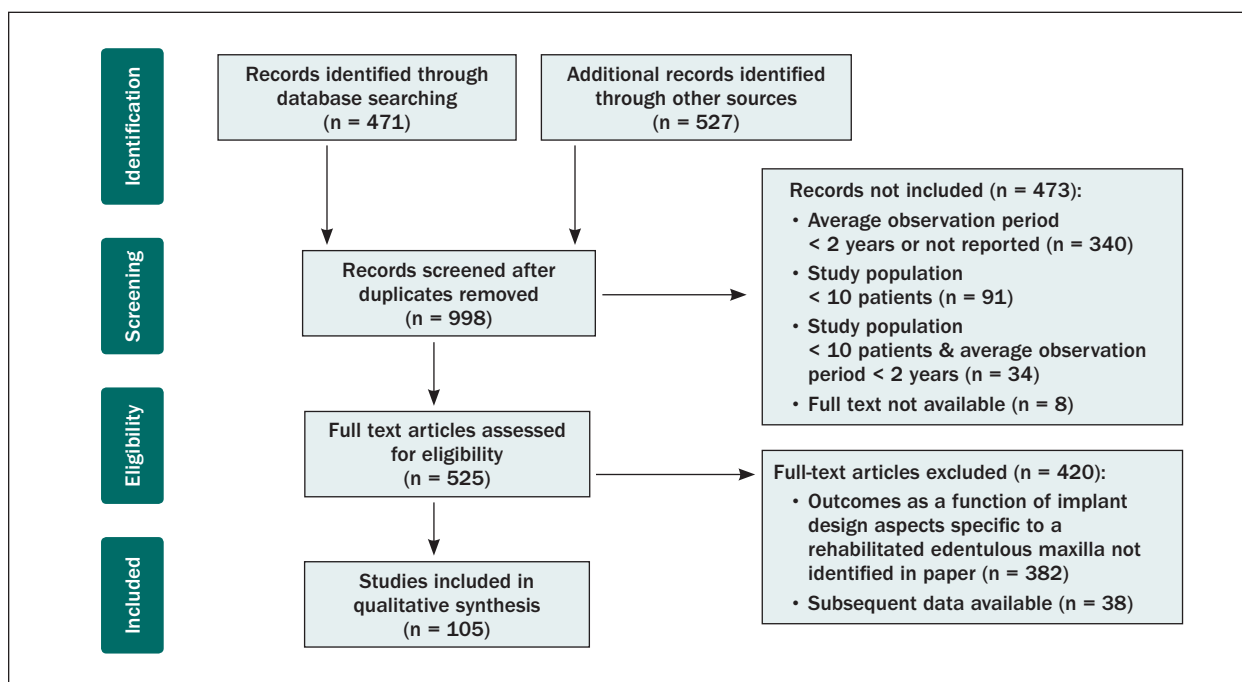 Identification
Records identified through
database searching
(n = 471)
Additional records identified
through other sources
(n = 527)
Screening
Records screened after
duplicates removed
(n = 998)
Records not included (n = 473):
• Average observation period
< 2 years or not reported (n = 340)
• Study population
< 10 patients (n = 91)
• Study population
< 10 patients & average observation
period < 2 years (n = 34)
• Full text not available (n = 8)
Eligibility
Full text articles assessed for
eligibility
(n = 525)
Full-text articles excluded (n = 420):
• Outcomes as a function of implant
design aspects specific to a
rehabilitated edentulous maxilla not
identified in paper (n = 382)
• Subsequent data available (n = 38)
Included
Studies included in
qualitative synthesis
(n = 105)